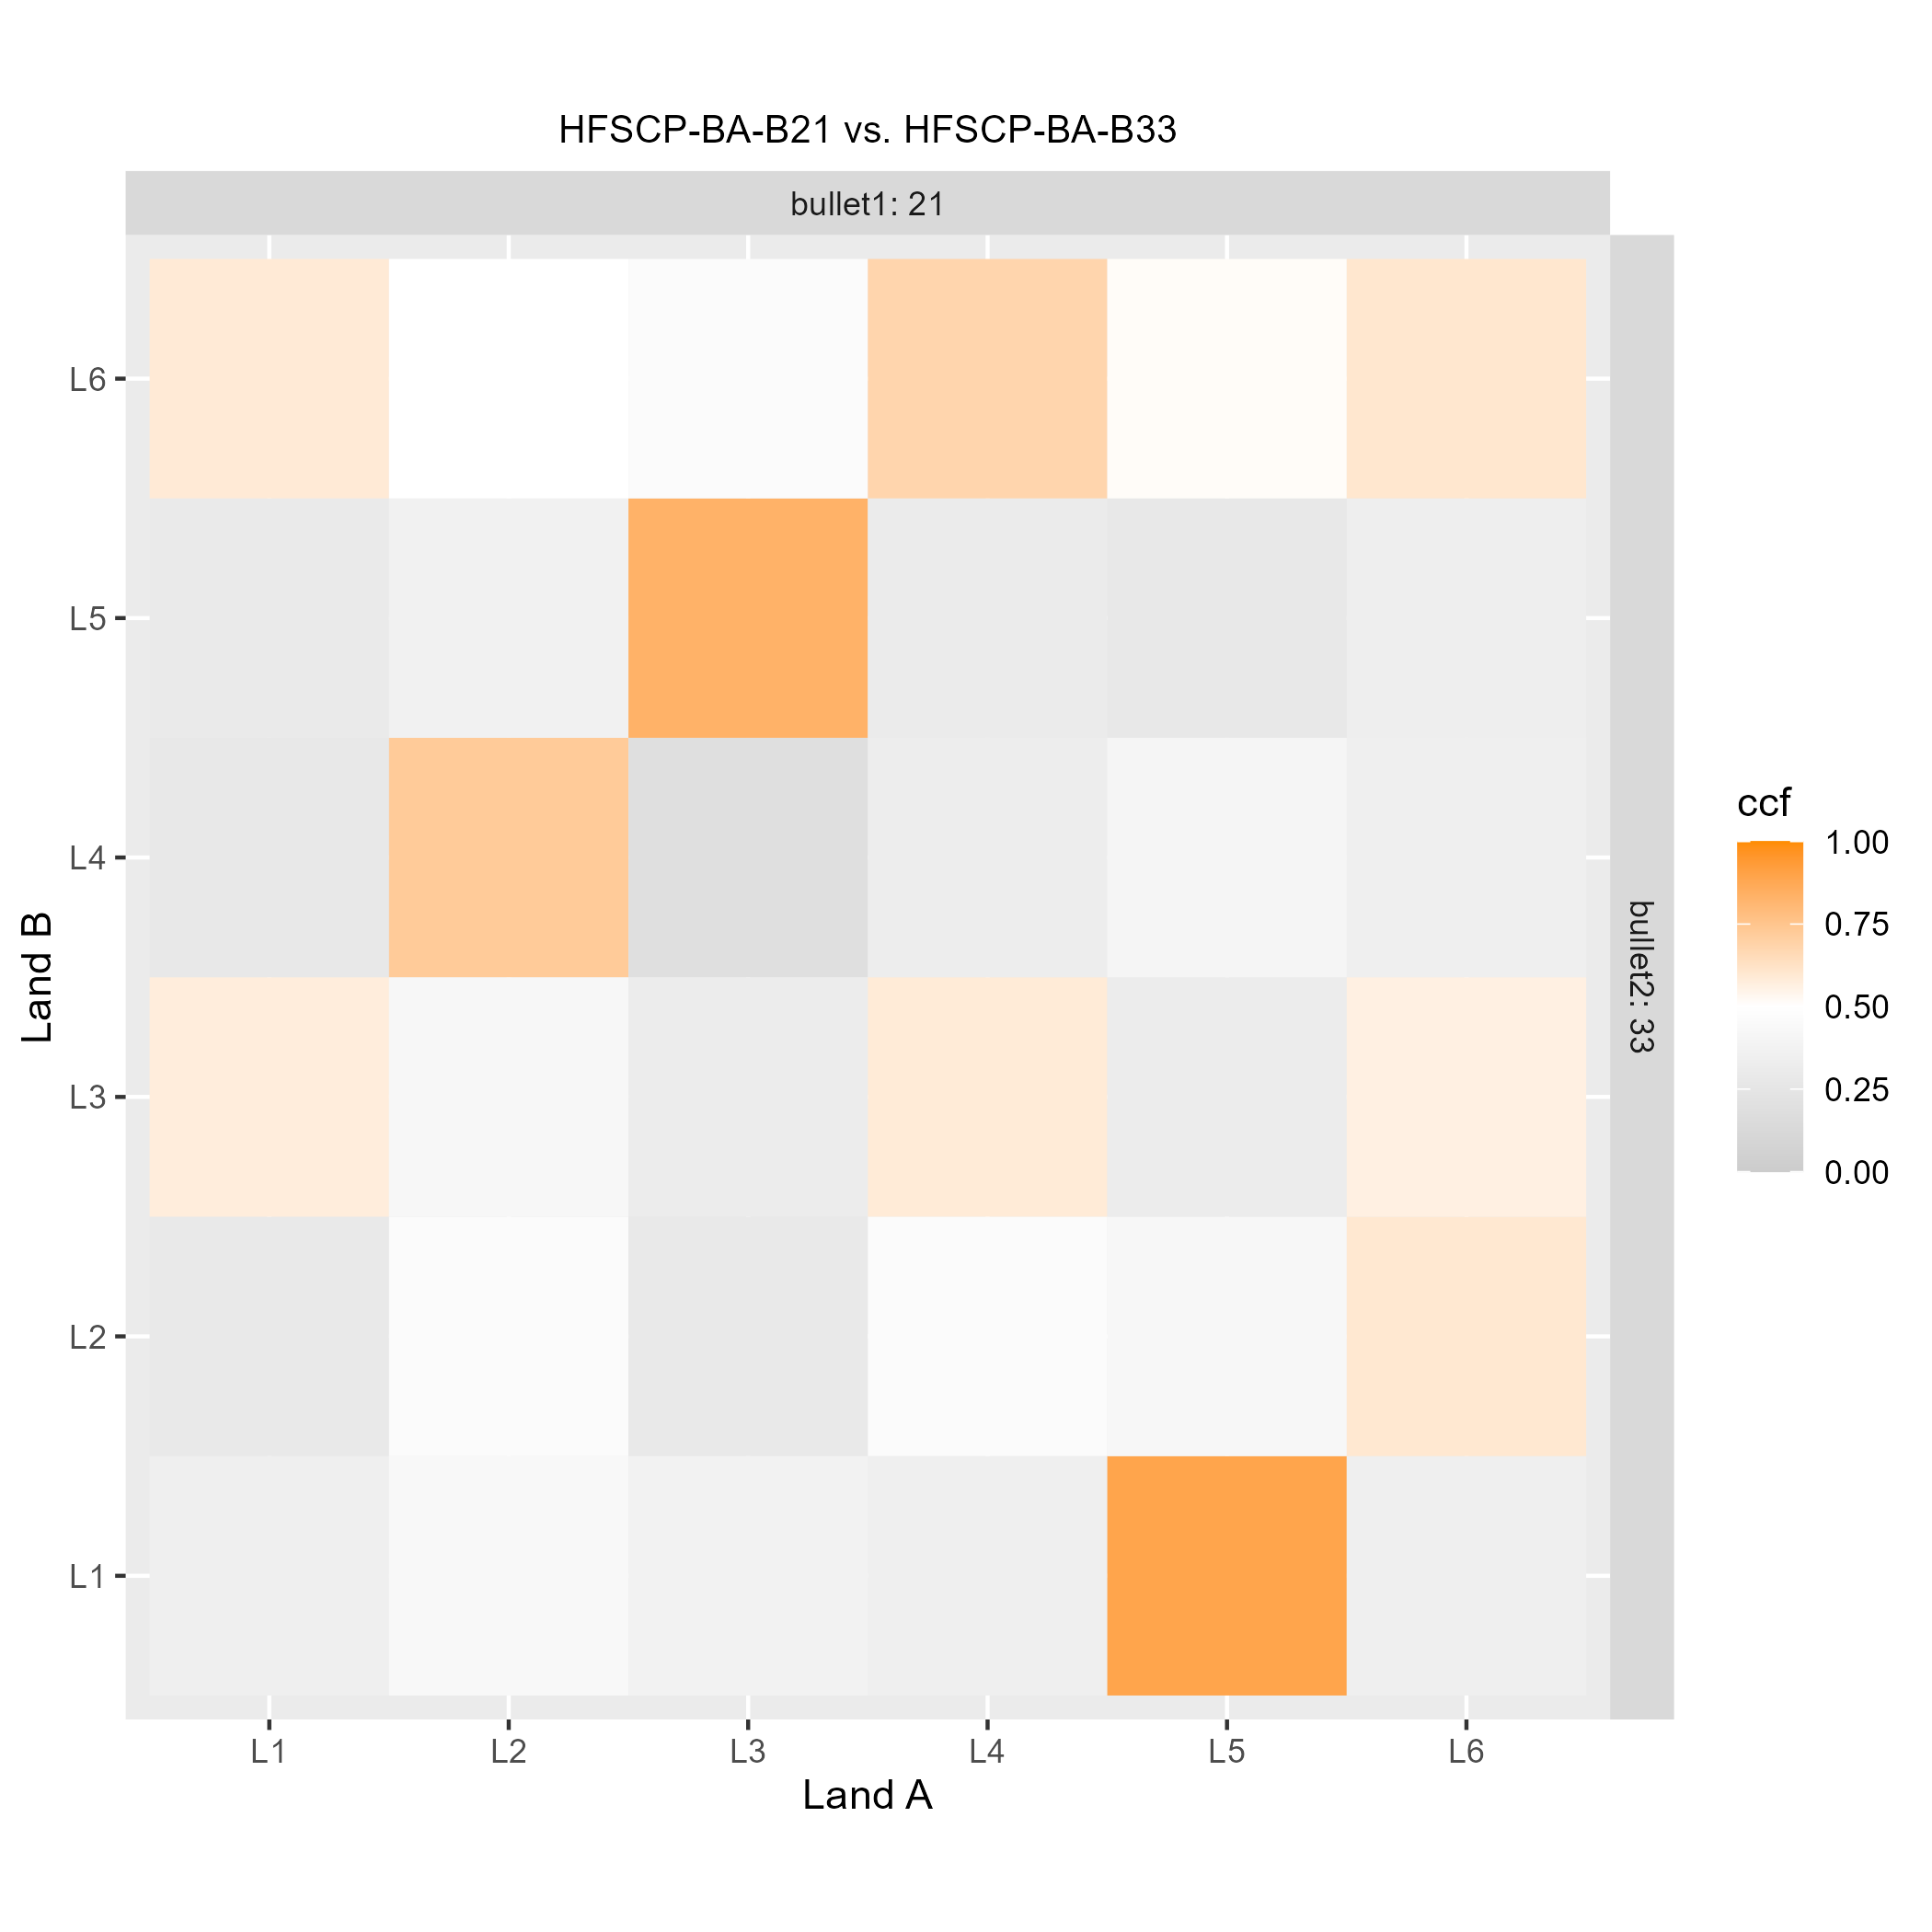 HFSCP-BA-B21 vs. HFSCP-BA-B33
bullet1: 21
L6
L5
L4
L3
L2
L1
Land B
bullet2: 33
L1 L2 L3 L4 L5 L6
Land A
ccf
1.00
0.75
0.50
0.25
0.00